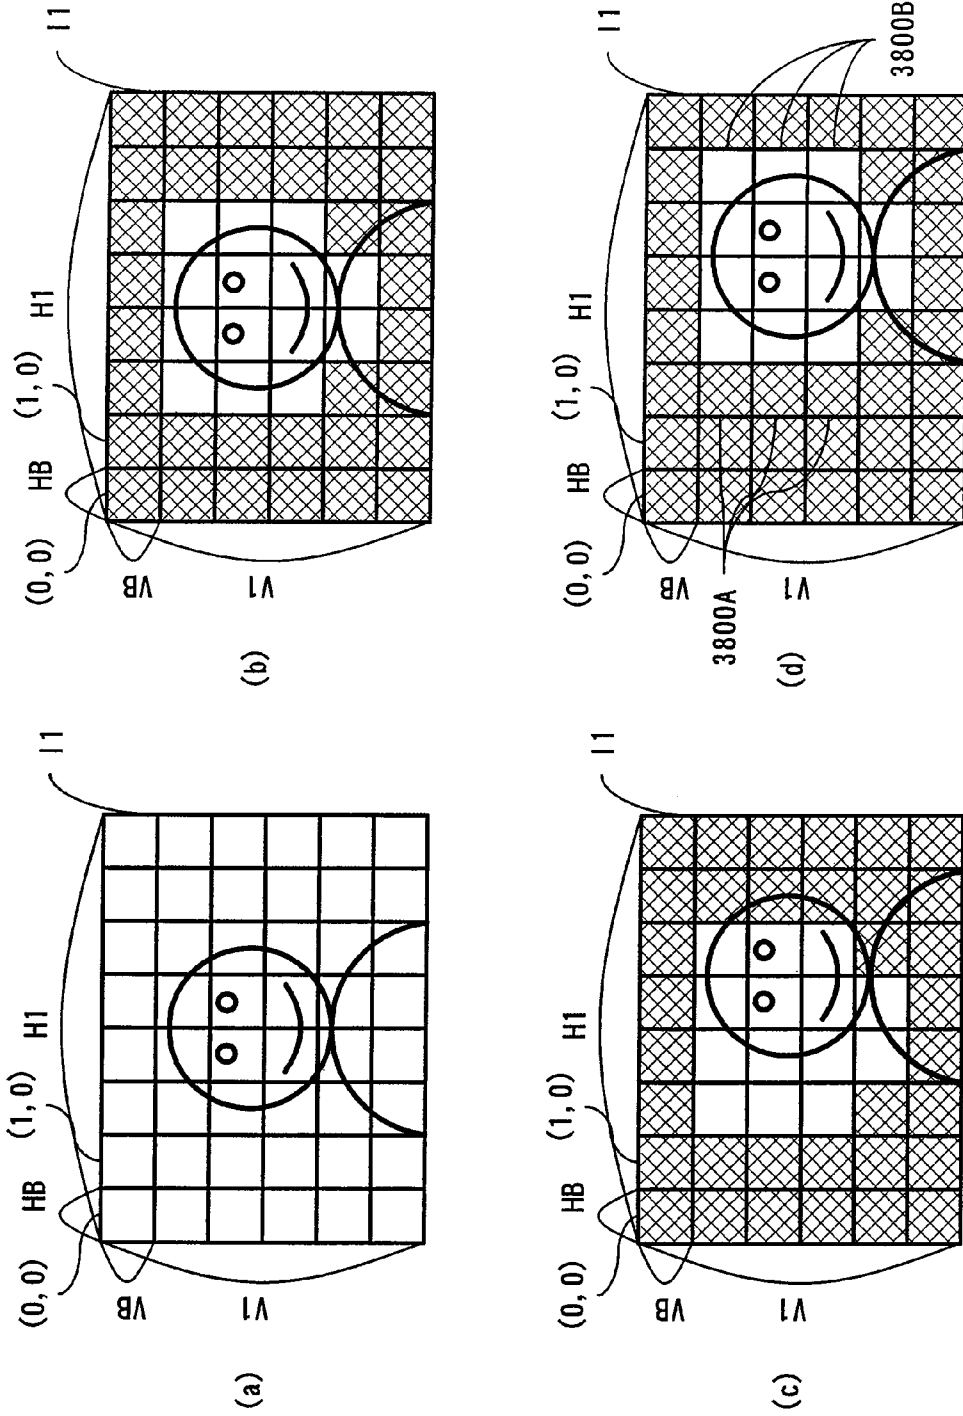 (a)
(0,0)
HB
(1,0)
H1
I1
VB
V1
(b)
(0,0)
HB
(1,0)
H1
I1
VB
V1
(c)
(0,0)
HB
(1,0)
H1
I1
VB
V1
(d)
(0,0)
HB
(1,0)
H1
I1
VB
V1
3800A
3800B